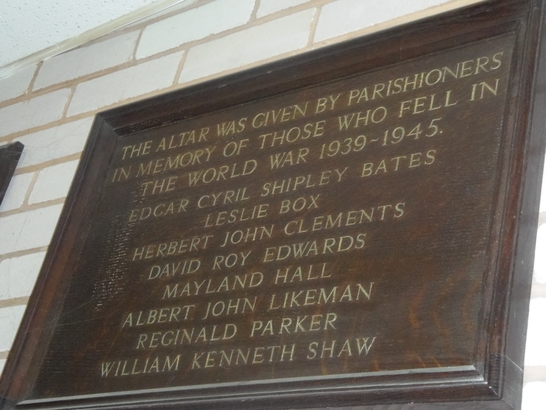 THE ALTAR WAS GIVEN BY PARISHIONERS
IN MEMORY OF THOSE WHO FELL IN
THE WORLD WAR 1939~1945.
EDGAR CYRIL SHIPLEY BATES
LESLIE BOX
HERBERT JOHN CLEMENTS
DAVID ROY EDWARDS
MAYLAND HALL
ALBERT JOHN LIKEMAN
REGINALD PARKER
WILLIAM KENNETH SHAW